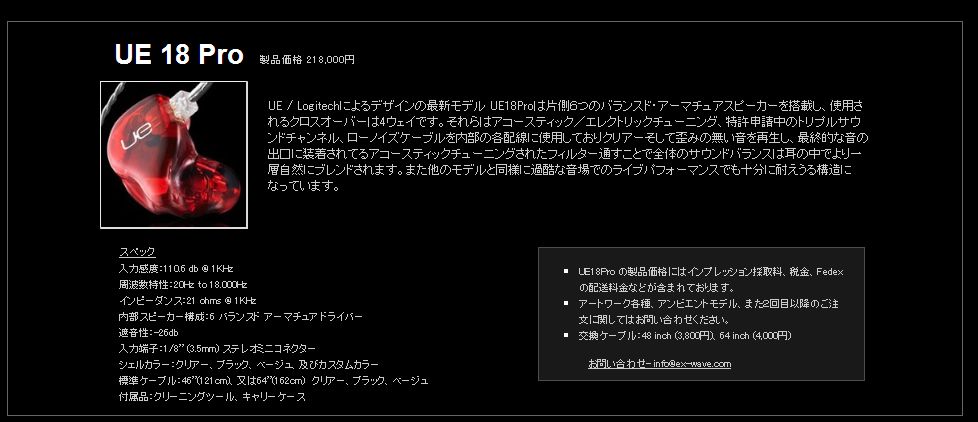 UE 18 Pro 製品価格 218,000円
ue
UE / Logitechによるデザインの最新モデル UE18Proは片側6つのバランスド・アーマチュアスピーカーを搭載し、使用さ
れるクロスオーバーは4ウェイです。それらはアコースティック／エレクトリックチューニング、特許申請中のトリプルサウ
ンドチャンネル、ローノイズケーブルを内部の各配線に使用しておりクリアーそして歪みの無い音を再生し、最終的な音の
出口に装着されてるアコースティックチューニングされたフィルター通すことで全体のサウンドバランスは耳の中でより一
層自然にブレンドされます。また他のモデルと同様に過酷な音場でのライブパフォーマンスでも十分に耐えうる構造に
なっています。
スペック
入力感度：110.6 db @ 1KHz
周波数特性：20Hz to 18.000Hz
インピーダンス：21 ohms @ 1KHz
内部スピーカー構成：6 バランスド アーマチュアドライバー
遮音性：-26db
入力端子：1/8” (3.5mm) ステレオミニコネクター
シェルカラー：クリアー、ブラック、ベージュ, 及びカスタムカラー
標準ケーブル：46”(121cm)、又は64”(162cm) クリアー、ブラック、ベージュ
付属品：クリーニングツール、キャリーケース
UE18Pro の製品価格にはインプレッション採取料、税金、Fedex
の配送料金などが含まれております。
アートワーク各種、アンビエントモデル、また２回目以降のご注
文に関してはお問い合わせください。
交換ケーブル：48 inch (3,800円)、64 inch (4,000円)
お問い合わせ－info@ex-wave.com